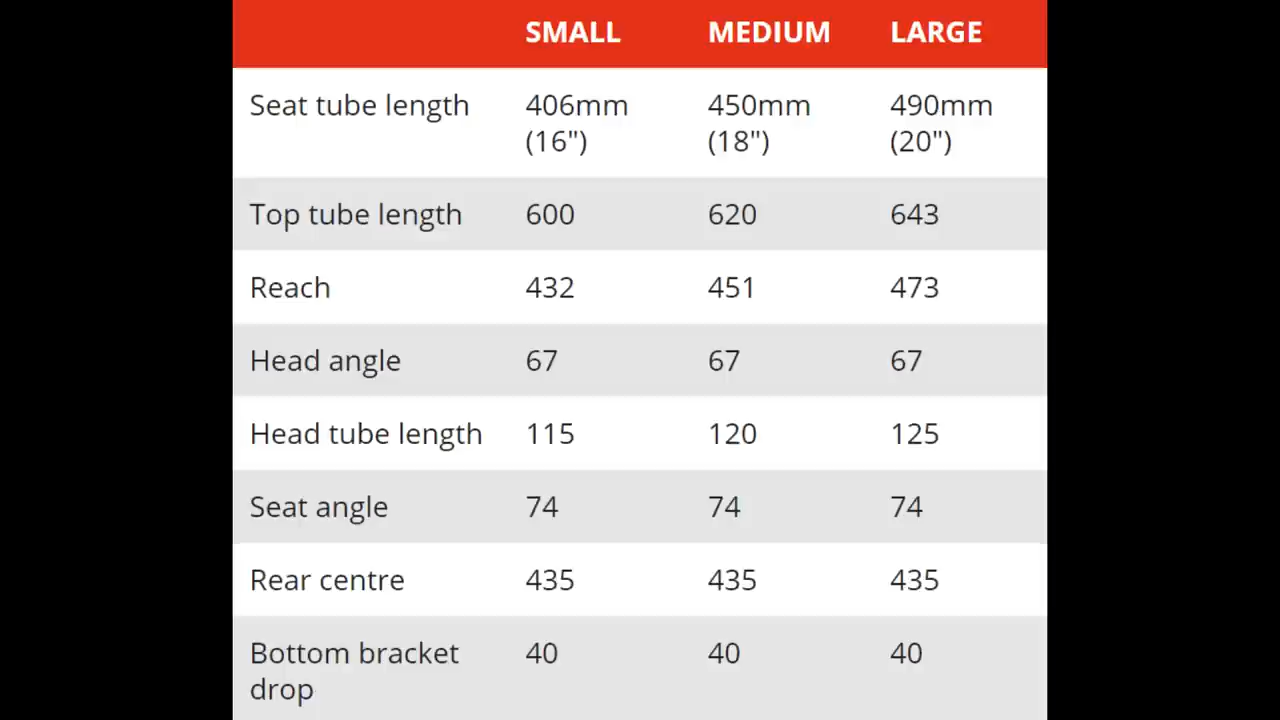 SMALL MEDIUM LARGE
Seat tube length 406mm 450mm 490mm
(16") (18") (20")
Top tube length 600 620 643
Reach 432 451 473
Head angle 67 67 67
Head tube length 115 120 125
Seat angle 74 74 74
Rear centre 435 435 435
Bottom bracket 40 40 40
drop